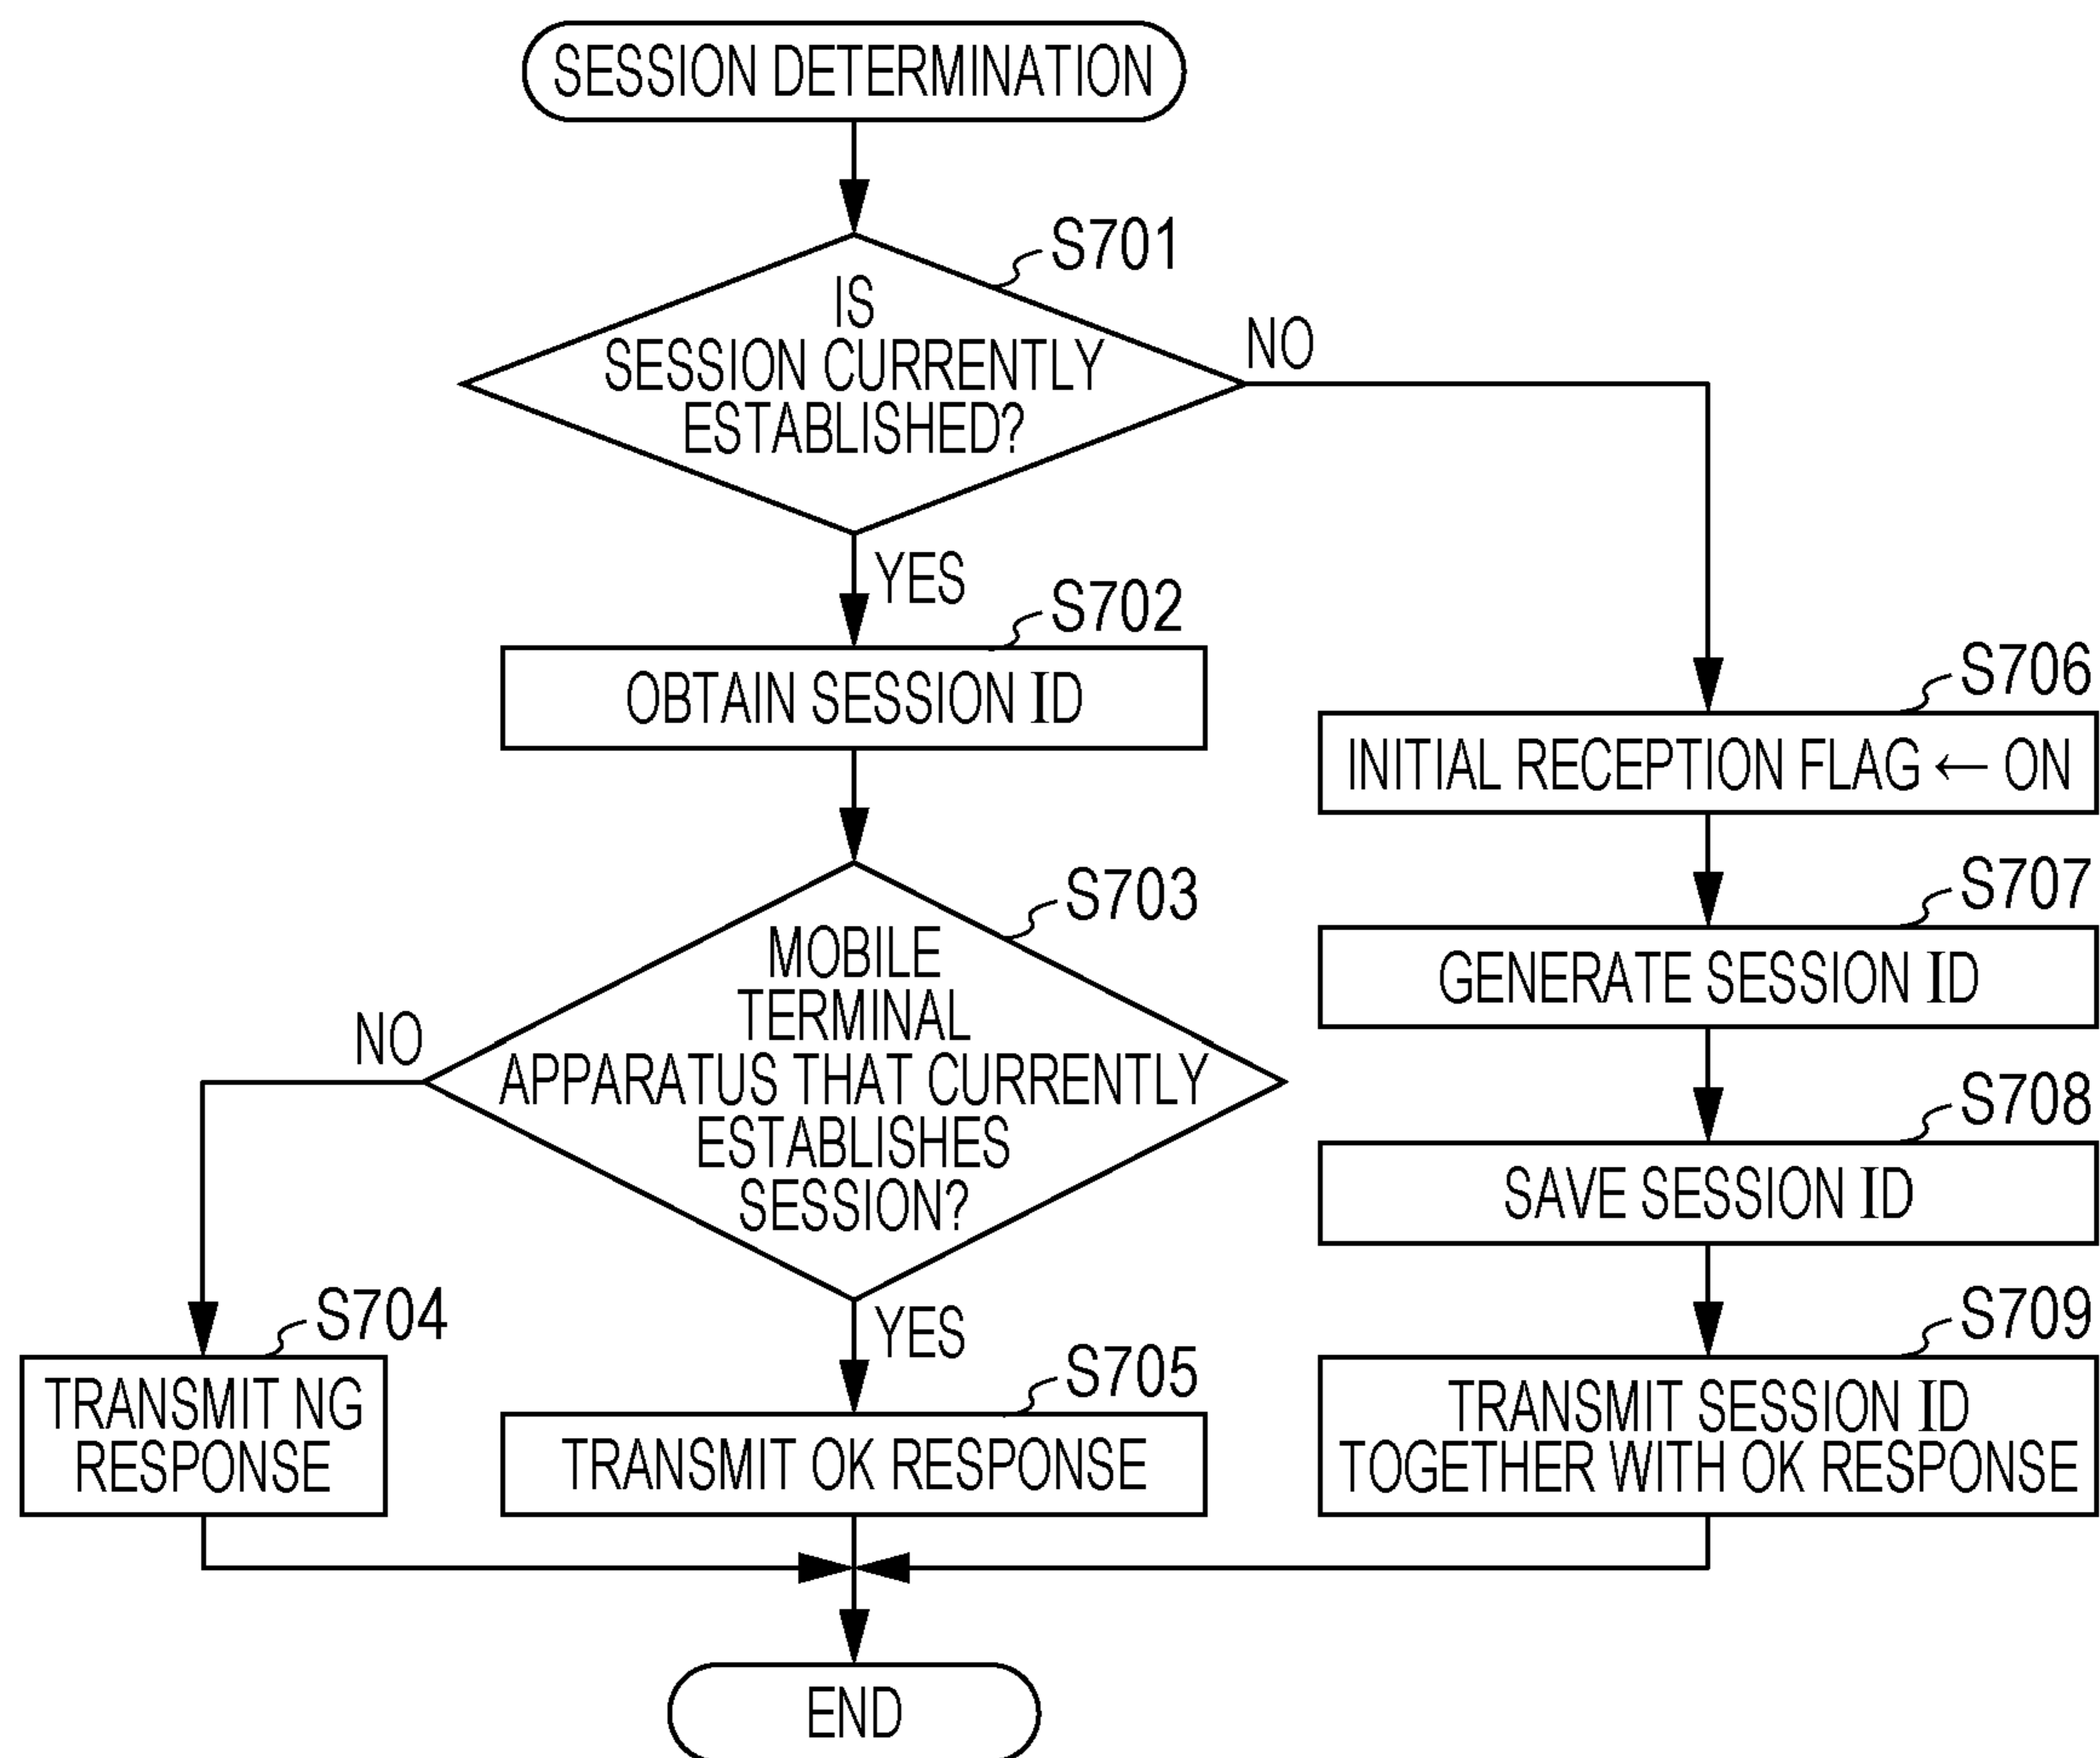 SESSION DETERMINATION
S701
IS
SESSION CURRENTLY
ESTABLISHED?
NO
YES
S702
OBTAIN SESSION ID
S703
MOBILE
TERMINAL
APPARATUS THAT CURRENTLY
ESTABLISHES
SESSION?
NO
YES
S704
TRANSMIT NG
RESPONSE
S705
TRANSMIT OK RESPONSE
S706
INITIAL RECEPTION FLAG ← ON
S707
GENERATE SESSION ID
S708
SAVE SESSION ID
S709
TRANSMIT SESSION ID
TOGETHER WITH OK RESPONSE
END